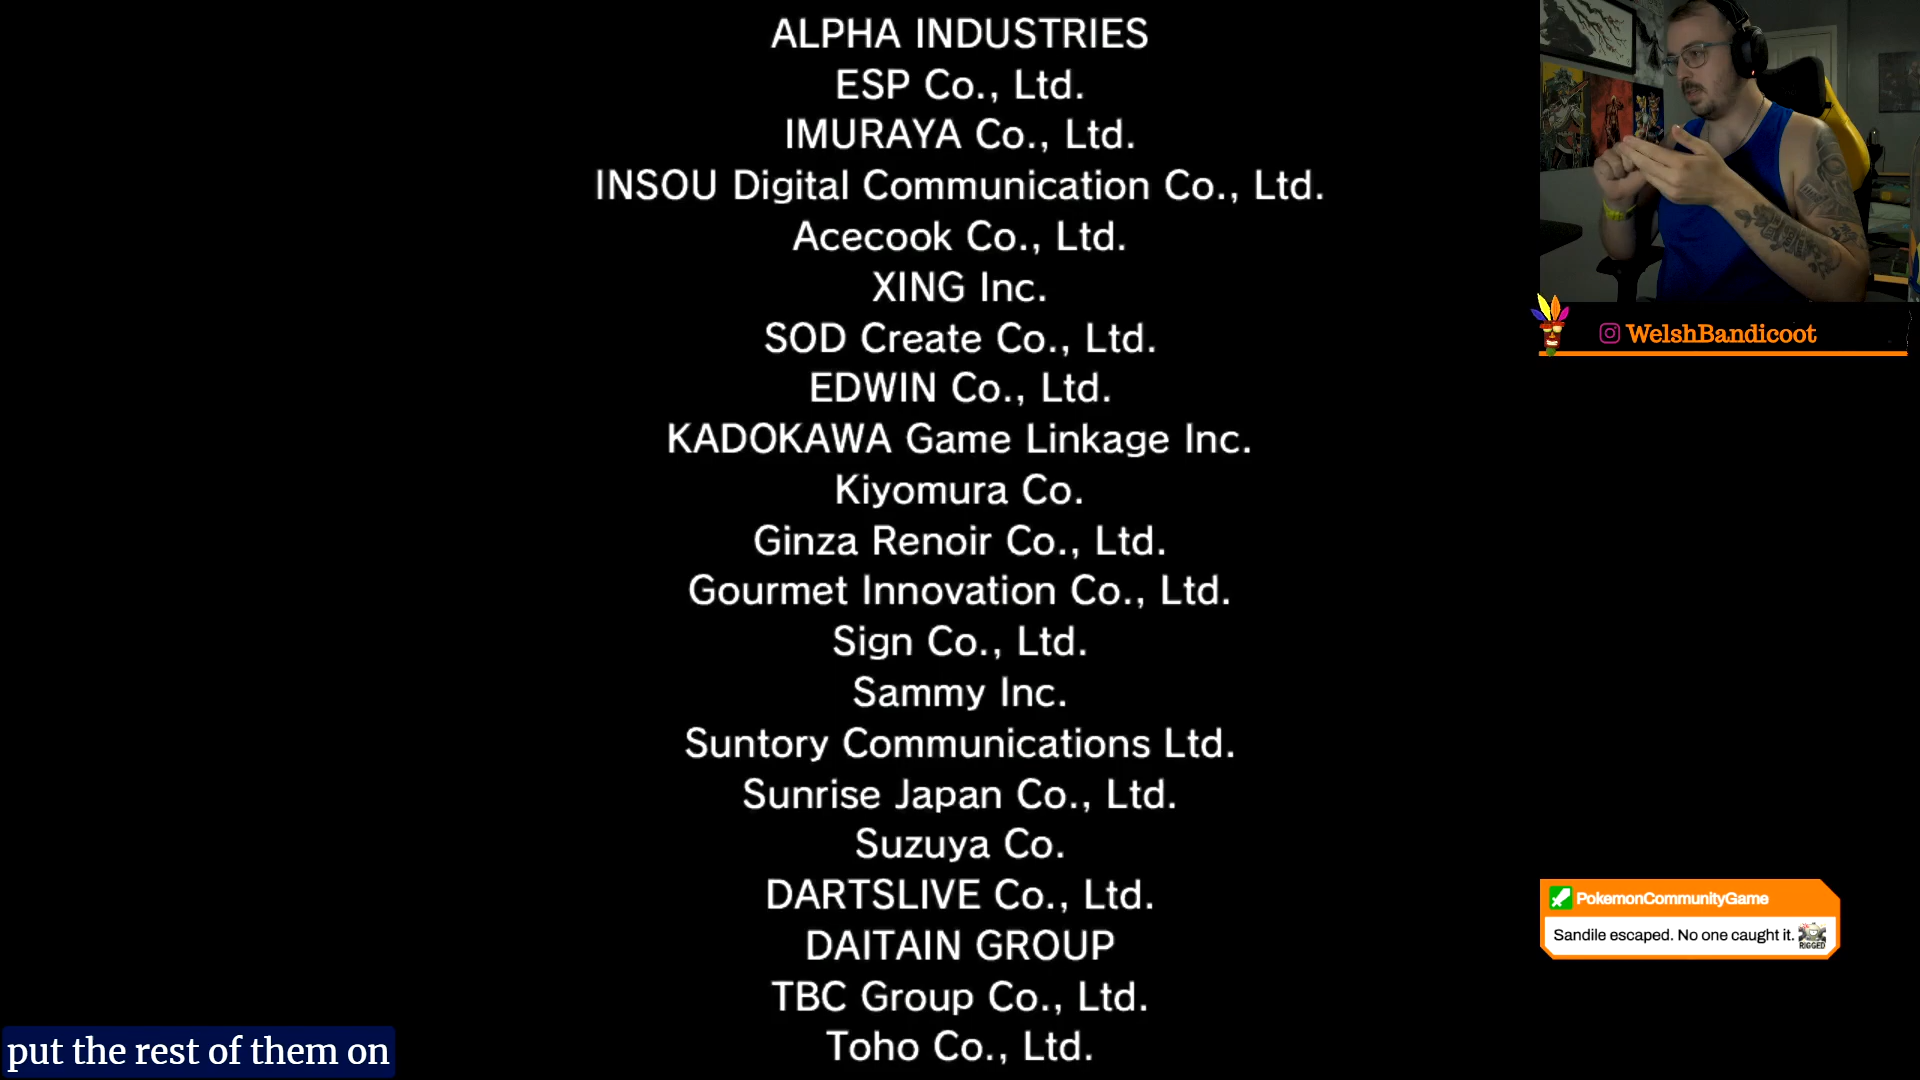 ALPHA INDUSTRIES
ESP Co., Ltd.
IMURAYA Co., Ltd.
INSOU Digital Communication Co., Ltd.
Acecook Co., Ltd.
XING Inc.
SOD Create Co., Ltd.
EDWIN Co., Ltd.
KADOKAWA Game Linkage Inc.
Kiyomura Co.
Ginza Renoir Co., Ltd.
Gourmet Innovation Co., Ltd.
Sign Co., Ltd.
Sammy Inc.
Suntory Communications Ltd.
Sunrise Japan Co., Ltd.
Suzuya Co.
DARTSLIVE Co., Ltd.
DAITAIN GROUP
TBC Group Co., Ltd.
Toho Co., Ltd.
WelshBandicoot
PokemonCommunityGame
Sandile escaped. No one caught it.
RIGGED
put the rest of them on